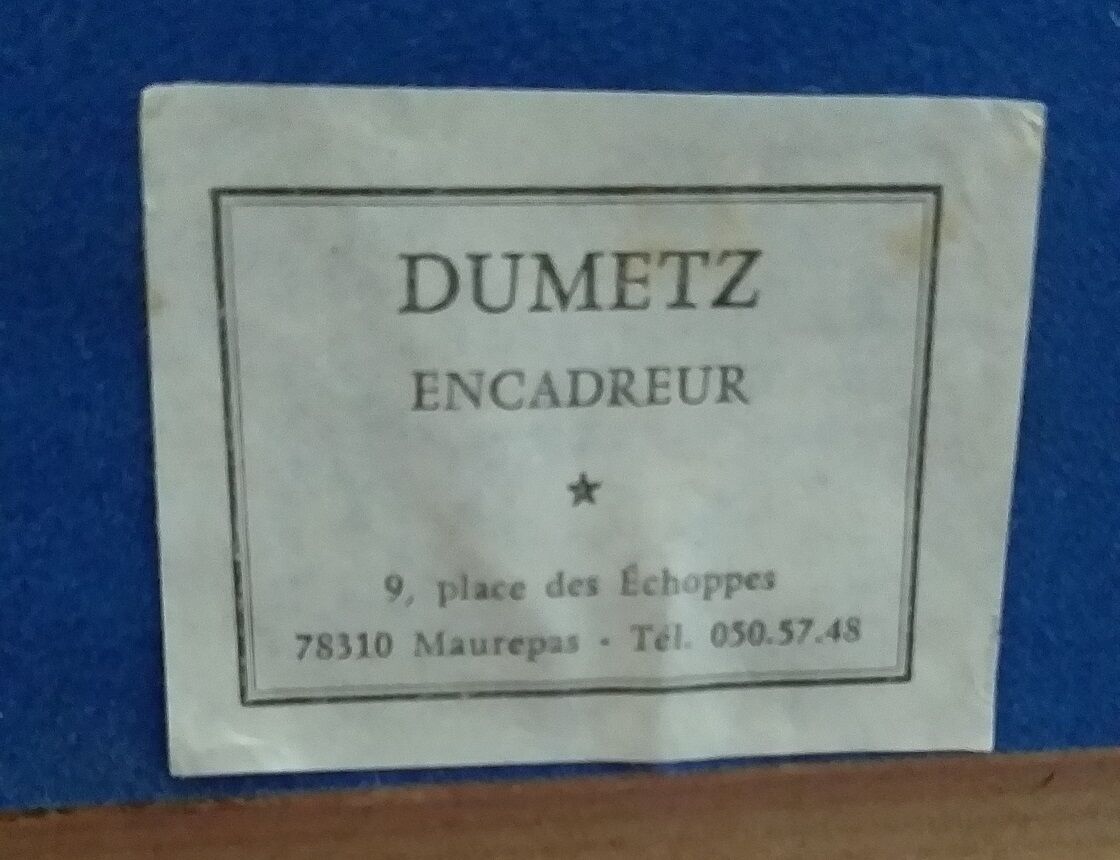 DUMETZ
ENCADREUR
9, place des Échoppes
78310 Maurepas · Tél. 050.57.48